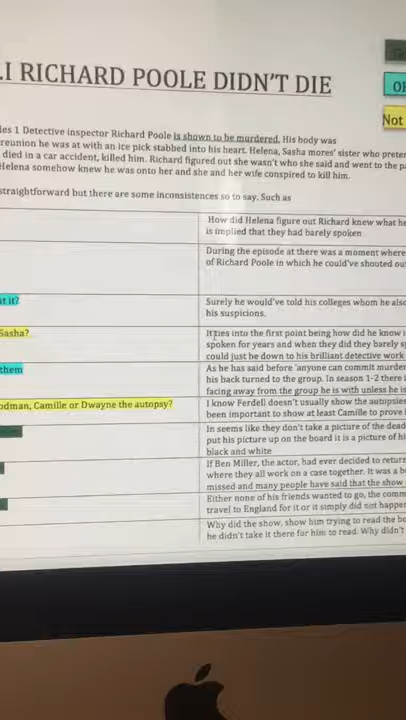 .I RICHARD POOLE DIDN'T DIE
OF
Not
les 1 Detective inspector Richard Poole is shown to be murdered. His body was
reunion he was at with an ice pick stabbed into his heart. Helena, Sasha mores' sister who preten
died in a car accident, killed him. Richard figured out she wasn't who she said and went to the pa
Helena somehow knew he was onto her and she and her wife conspired to kill him.
straightforward but there are some inconsistences so to say. Such as
How did Helena figure out Richard knew what he
is implied that they had barely spoken
During the episode at there was a moment where
of Richard Poole in which he could've shouted out
ut it?
Surely he would've told his colleges whom he also
his suspicions.
Sasha?
It ties into the first point being how did he know i
spoken for years and when did they barely sp
could just be down to his brilliant detective work
them
As he has said before 'anyone can commit murder
his back turned to the group. In season 1-2 there i
facing away from the group he is with unless he is
odman, Camille or Dwayne the autopsy?
I know Ferdell doesn't usually show the autopsies
been important to show at least Camille to prove i
In seems like they don't take a picture of the dead
put his picture up on the board it is a picture of hi
black and white
If Ben Miller, the actor, had ever decided to return
where they all work on a case together. It was a b
missed and many people have said that the show
Either none of his friends wanted to go, the comm
travel to England for it or it simply did not happen
Why did the show, show him trying to read the bo
he didn't take it there for him to read. Why didn't